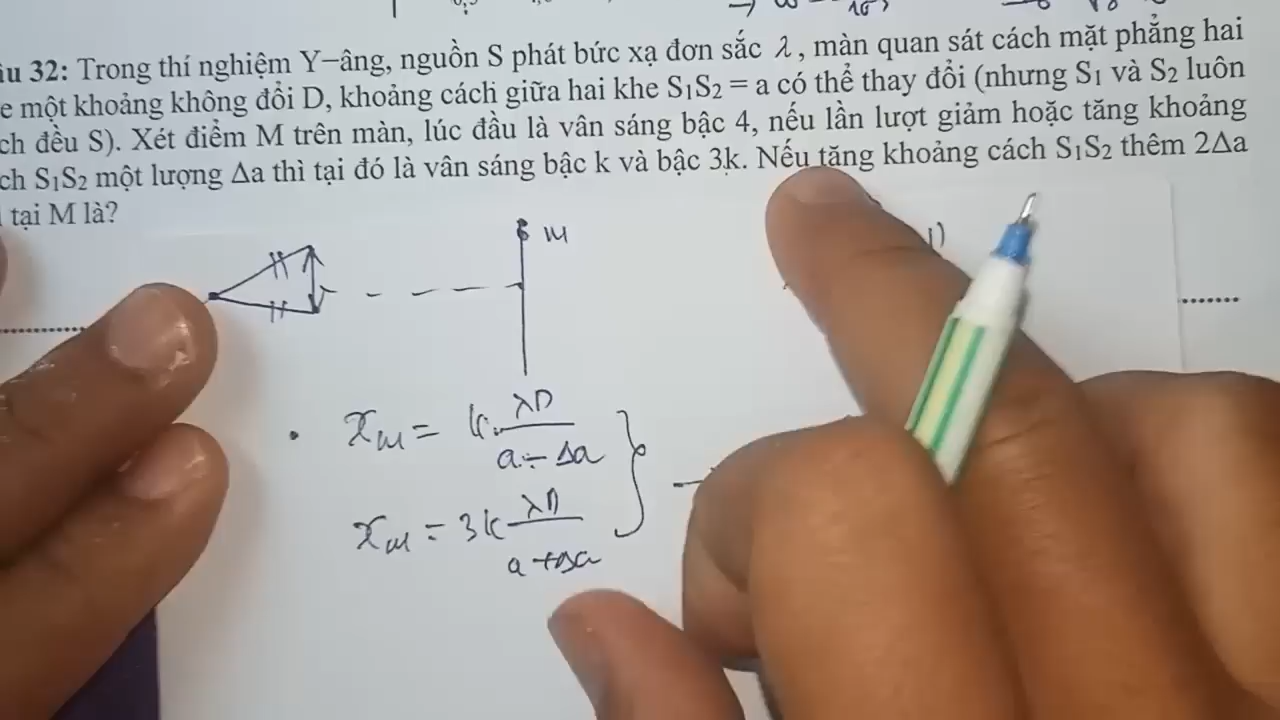 u 32: Trong thí nghiệm Y–âng, nguồn S phát bức xạ đơn sắc λ, màn quan sát cách mặt phẳng hai
e một khoảng không đổi D, khoảng cách giữa hai khe S₁S₂ = a có thể thay đổi (nhưng S₁ và S₂ luôn
ch đều S). Xét điểm M trên màn, lúc đầu là vân sáng bậc 4, nếu lần lượt giảm hoặc tăng khoảng
ch S₁S₂ một lượng Δa thì tại đó là vân sáng bậc k và bậc 3k. Nếu tăng khoảng cách S₁S₂ thêm 2Δa
tại M là?
M
x_M = k. λD / a - Δa
x_M = 3k λD / a + Δa